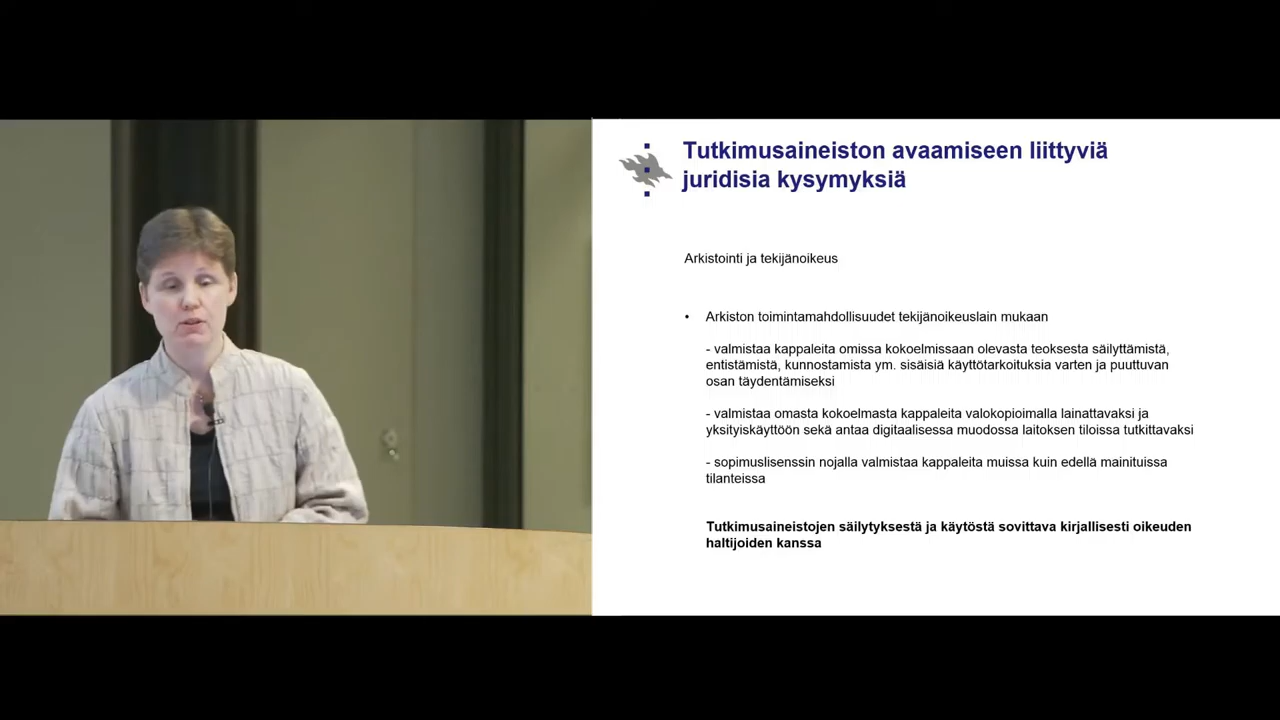 Tutkimusaineiston avaamiseen liittyviä
juridisia kysymyksiä
Arkistointi ja tekijänoikeus
• Arkiston toimintamahdollisuudet tekijänoikeuslain mukaan
- valmistaa kappaleita omissa kokoelmissaan olevasta teoksesta säilyttämistä,
entistämistä, kunnostamista ym. sisäisiä käyttötarkoituksia varten ja puuttuvan
osan täydentämiseksi
- valmistaa omasta kokoelmasta kappaleita valokopioimalla lainattavaksi ja
yksityiskäyttöön sekä antaa digitaalisessa muodossa laitoksen tiloissa tutkittavaksi
- sopimuslisenssin nojalla valmistaa kappaleita muissa kuin edellä mainituissa
tilanteissa
Tutkimusaineistojen säilytyksestä ja käytöstä sovittava kirjallisesti oikeuden
haltijoiden kanssa